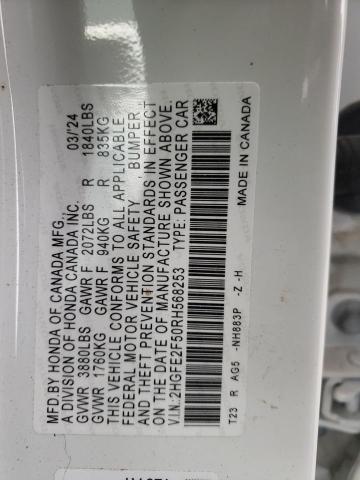 MFD.BY HONDA OF CANADA MFG.,
A DIVISION OF HONDA CANADA INC. 03/'24
GVWR 3880LBS GAWR F 2072LBS R 1840LBS
GVWR 1760KG GAWR F 940KG R 835KG
THIS VEHICLE CONFORMS TO ALL APPLICABLE
FEDERAL MOTOR VEHICLE SAFETY BUMPER
AND THEFT PREVENTION STANDARDS IN EFFECT
ON THE DATE OF MANUFACTURE SHOWN ABOVE.
V.I.N.:2HGFE2F50RH569253 TYPE: PASSENGER CAR
T23 R AG5 -NH883P -Z -H MADE IN CANADA